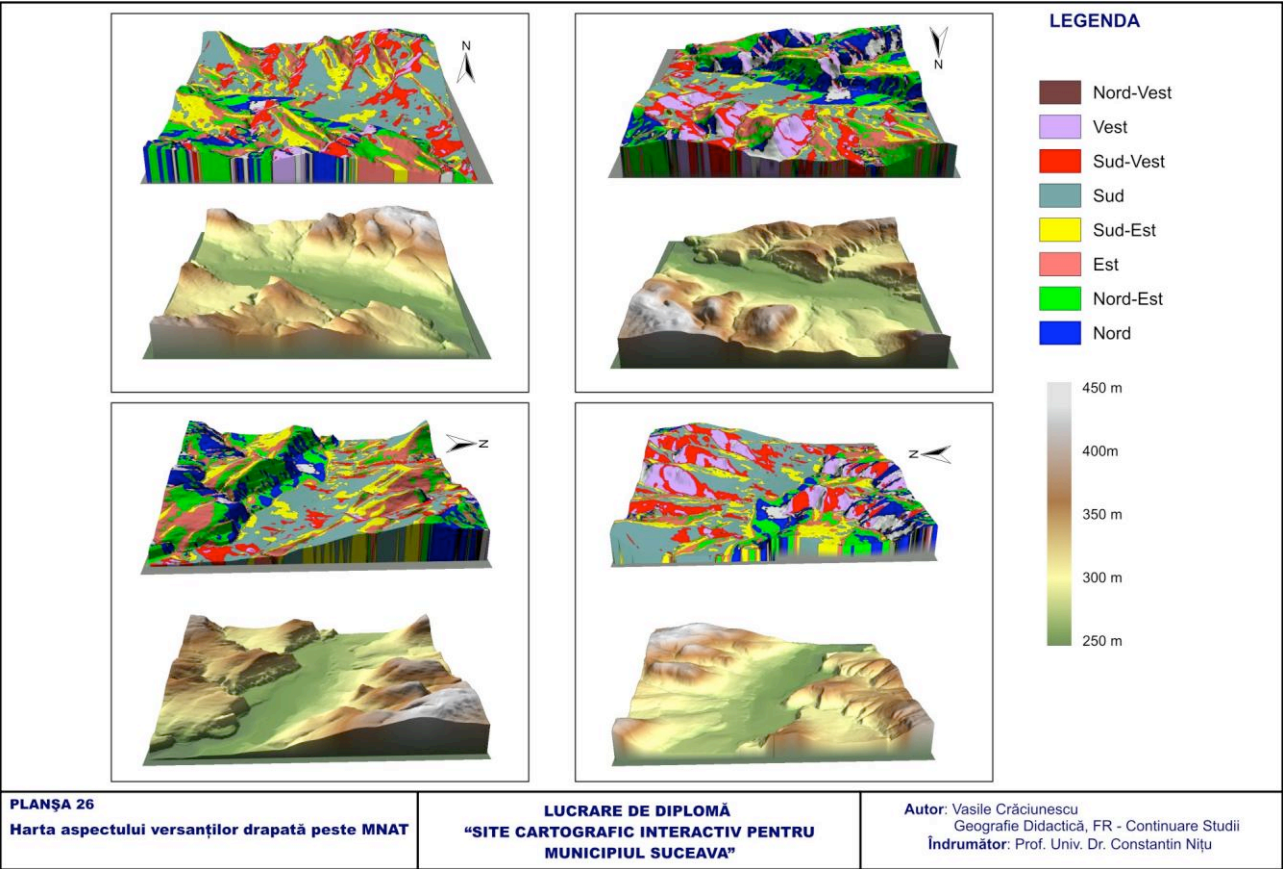 N
N
N
N
LEGENDA
Nord-Vest
Vest
Sud-Vest
Sud
Sud-Est
Est
Nord-Est
Nord
450 m
400m
350 m
300 m
250 m
PLANŞA 26
Harta aspectului versanților drapată peste MNAT
LUCRARE DE DIPLOMĂ
“SITE CARTOGRAFIC INTERACTIV PENTRU
MUNICIPIUL SUCEAVA”
Autor: Vasile Crăciunescu
Geografie Didactică, FR - Continuare Studii
Îndrumător: Prof. Univ. Dr. Constantin Nițu